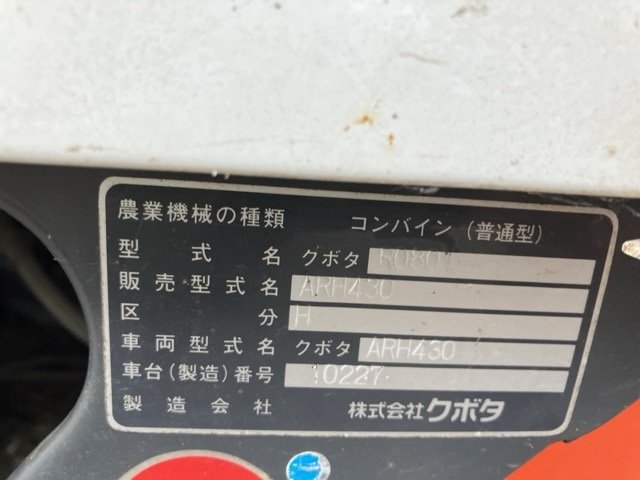 農業機械の種類 コンバイン(普通型)
型式名 クボタ R0801
販売型式名 ARH430
区分 H
車両型式名 クボタ ARH430
車台(製造)番号 10227
製造会社 株式会社クボタ